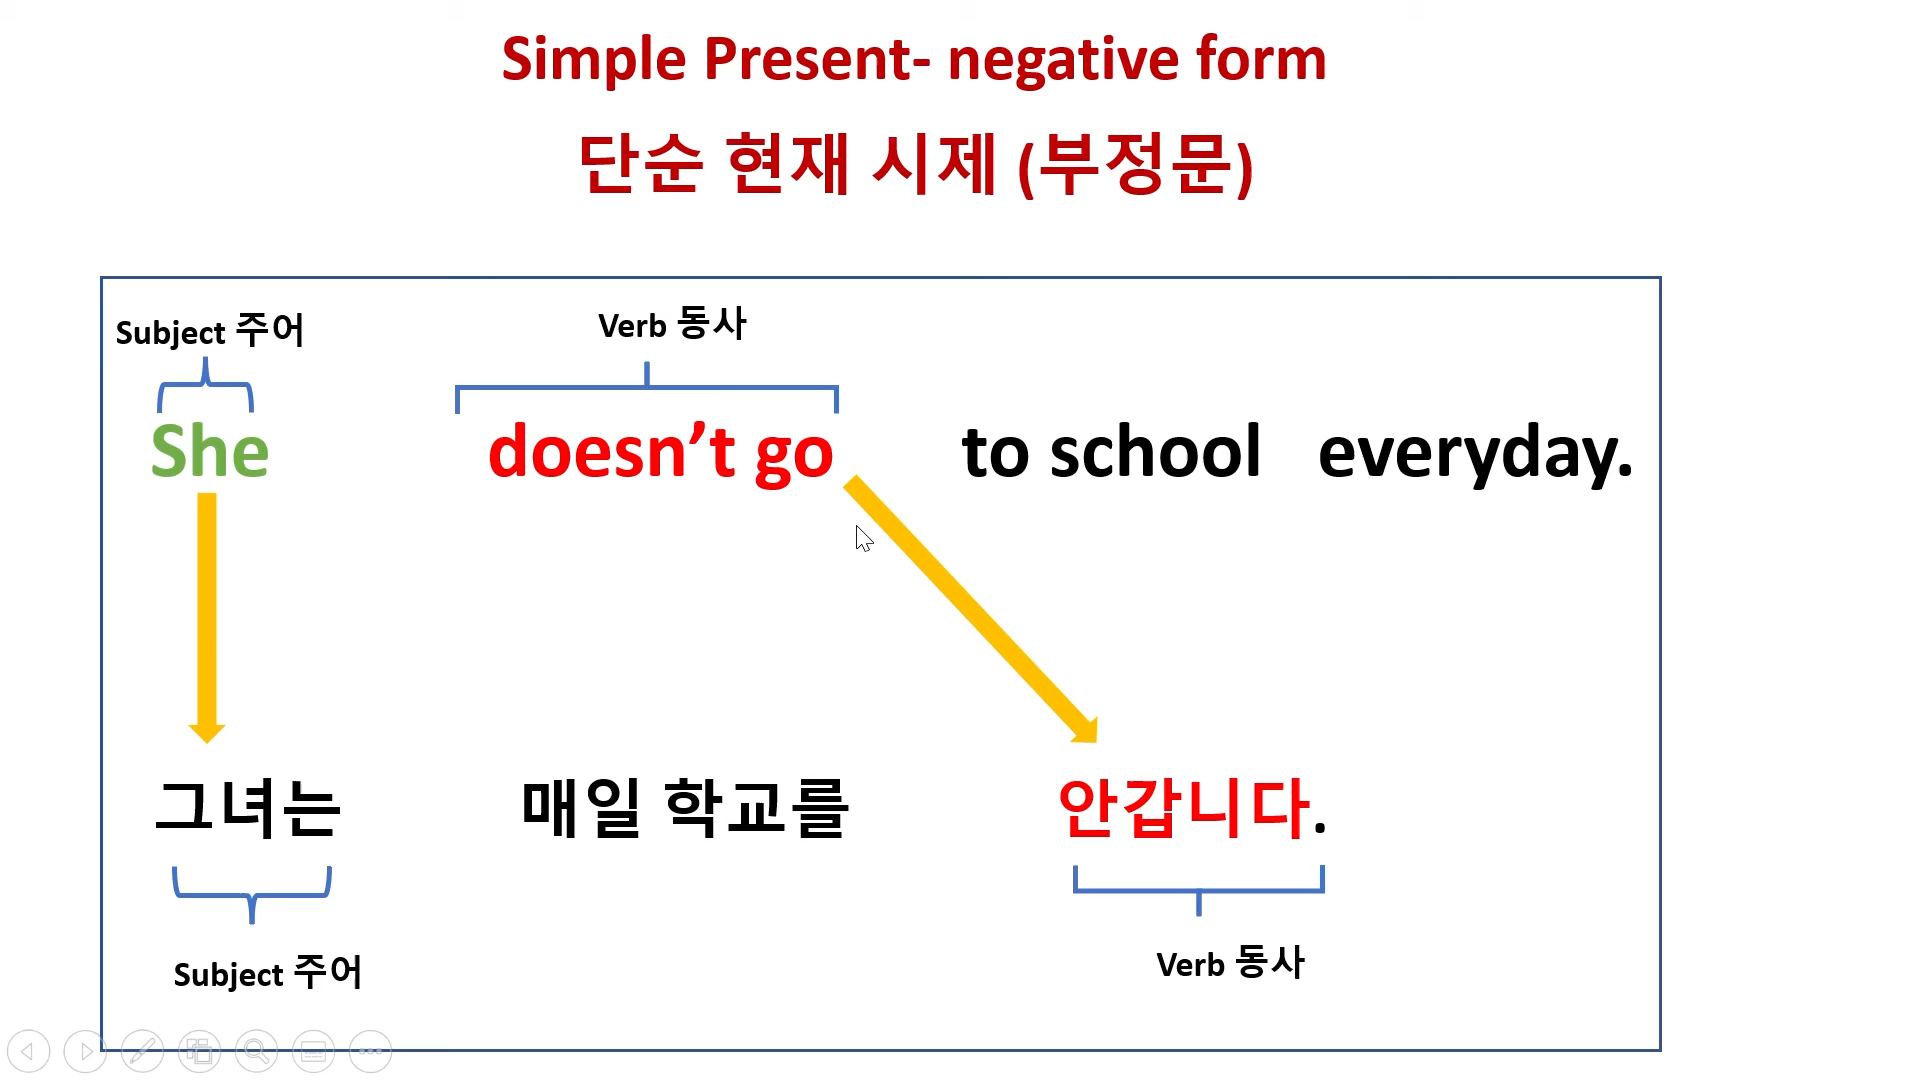 Simple Present- negative form
단순 현재 시제 (부정문)
Subject 주어
Verb 동사
She doesn’t go to school everyday.
그녀는 매일 학교를 안갑니다.
Subject 주어
Verb 동사